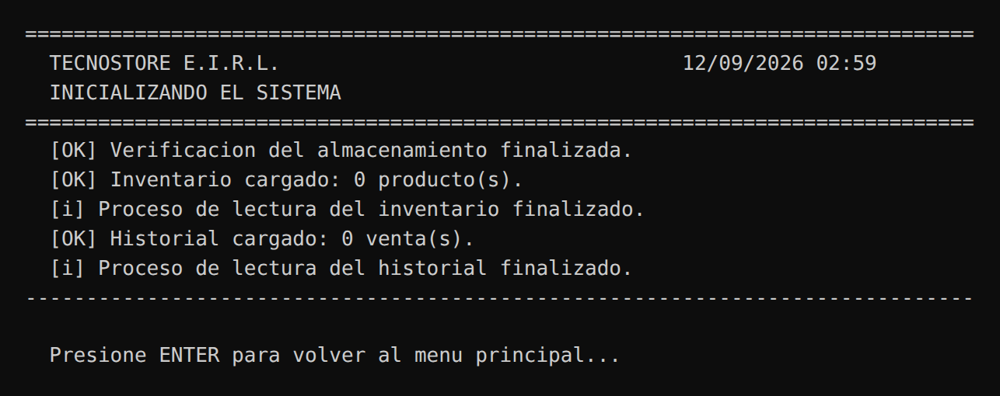 ==============================================================================
TECNOSTORE E.I.R.L. 12/09/2026 02:59
INICIALIZANDO EL SISTEMA
==============================================================================
[OK] Verificacion del almacenamiento finalizada.
[OK] Inventario cargado: 0 producto(s).
[i] Proceso de lectura del inventario finalizado.
[OK] Historial cargado: 0 venta(s).
[i] Proceso de lectura del historial finalizado.
------------------------------------------------------------------------------
Presione ENTER para volver al menu principal...